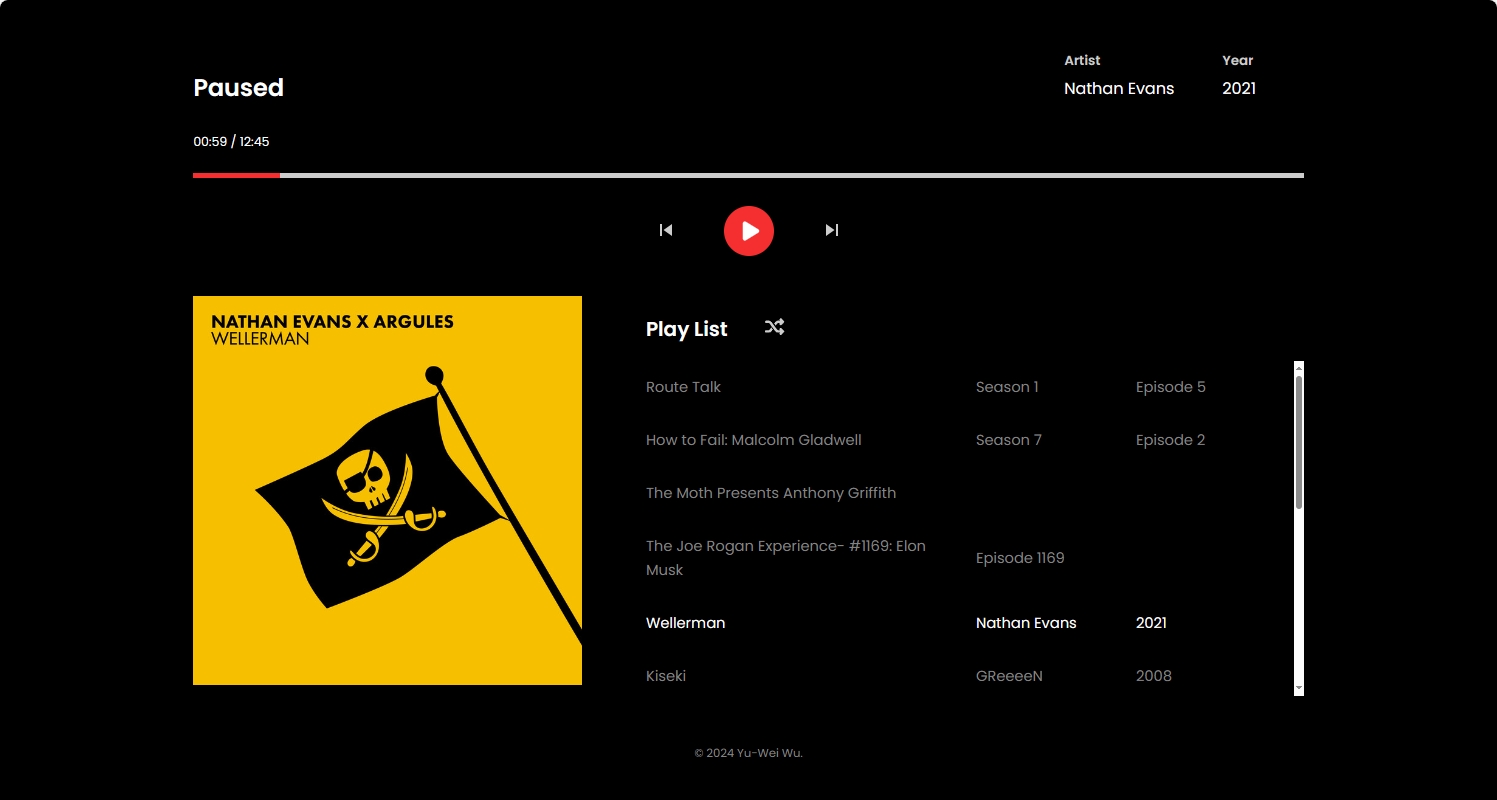 Paused
Artist
Nathan Evans
Year
2021
00:59 / 12:45
NATHAN EVANS X ARGULES
WELLERMAN
Play List
Route Talk Season 1 Episode 5
How to Fail: Malcolm Gladwell Season 7 Episode 2
The Moth Presents Anthony Griffith
The Joe Rogan Experience- #1169: Elon
Musk
Episode 1169
Wellerman Nathan Evans 2021
Kiseki GReeeeN 2008
© 2024 Yu-Wei Wu.